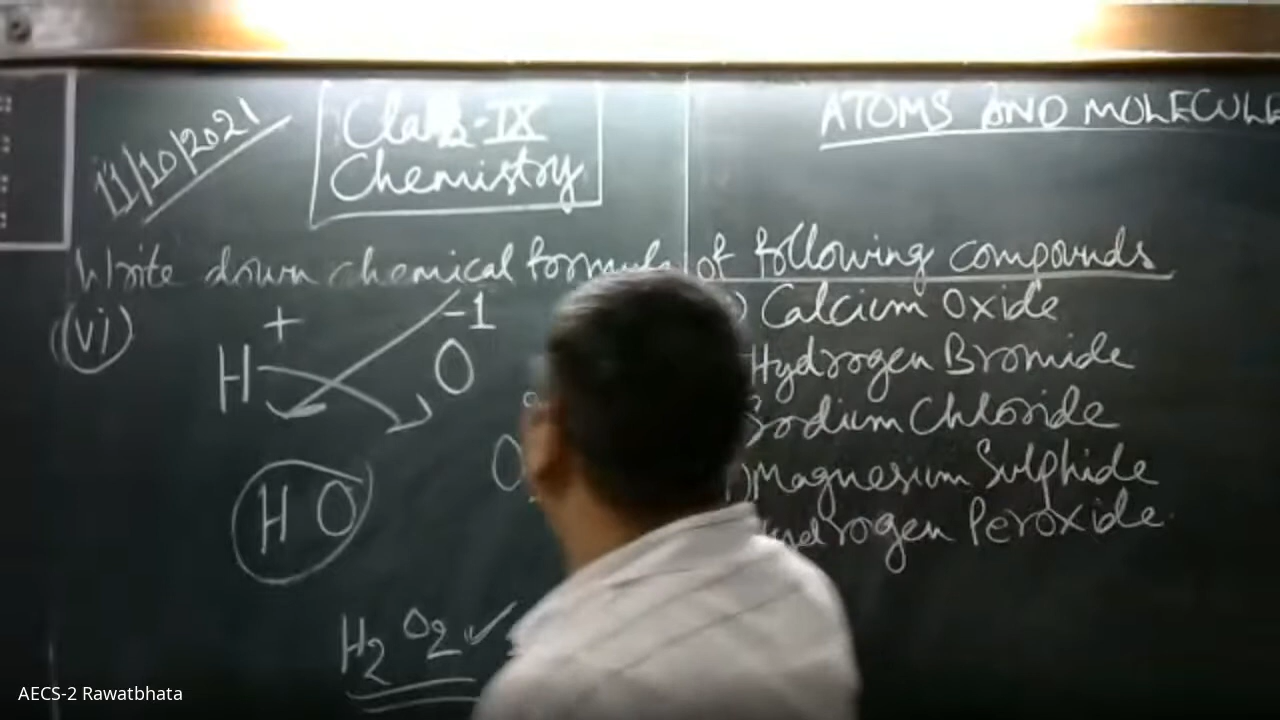 11/10/2021
Class-IX
Chemistry
ATOMS AND MOLECULE
Write down chemical formula of following compounds
(vi)
H+ O-1
H O
H2 O2 ✓
O
Calcium Oxide
Hydrogen Bromide
Sodium Chloride
Magnesium Sulphide
Hydrogen Peroxide
AECS-2 Rawatbhata